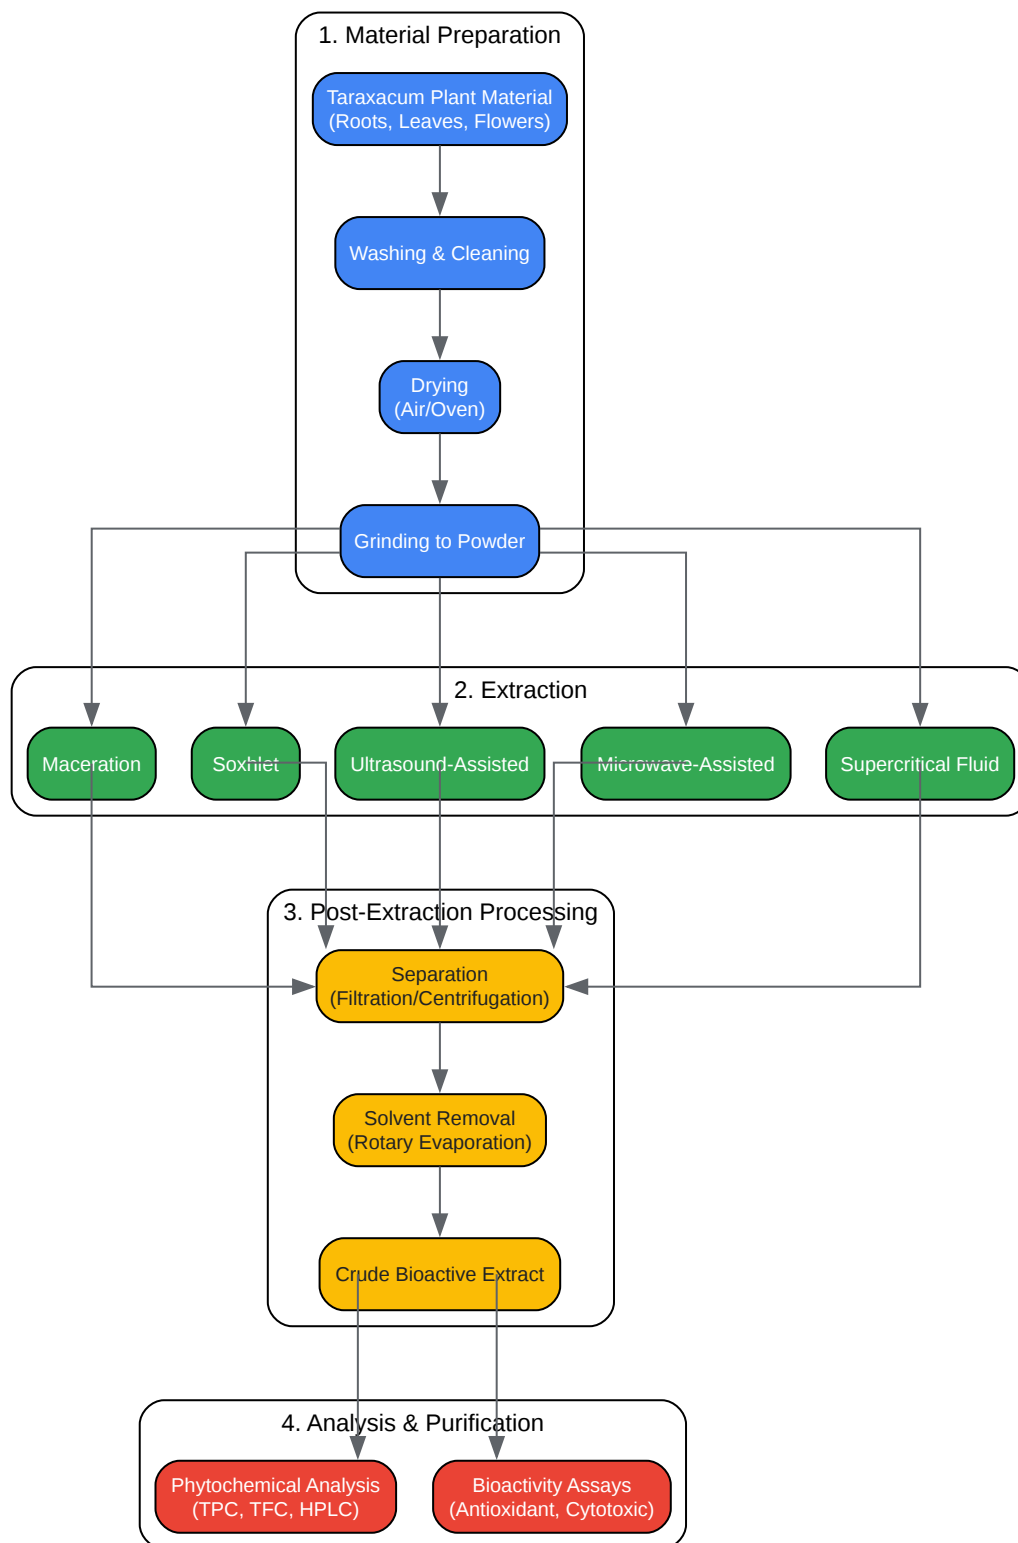 1. Material Preparation
Taraxacum Plant Material
(Roots, Leaves, Flowers)
Washing & Cleaning
Drying
(Air/Oven)
Grinding to Powder
2. Extraction
Maceration
Soxhlet
Ultrasound-Assisted
Microwave-Assisted
Supercritical Fluid
3. Post-Extraction Processing
Separation
(Filtration/Centrifugation)
Solvent Removal
(Rotary Evaporation)
Crude Bioactive Extract
4. Analysis & Purification
Phytochemical Analysis
(TPC, TFC, HPLC)
Bioactivity Assays
(Antioxidant, Cytotoxic)